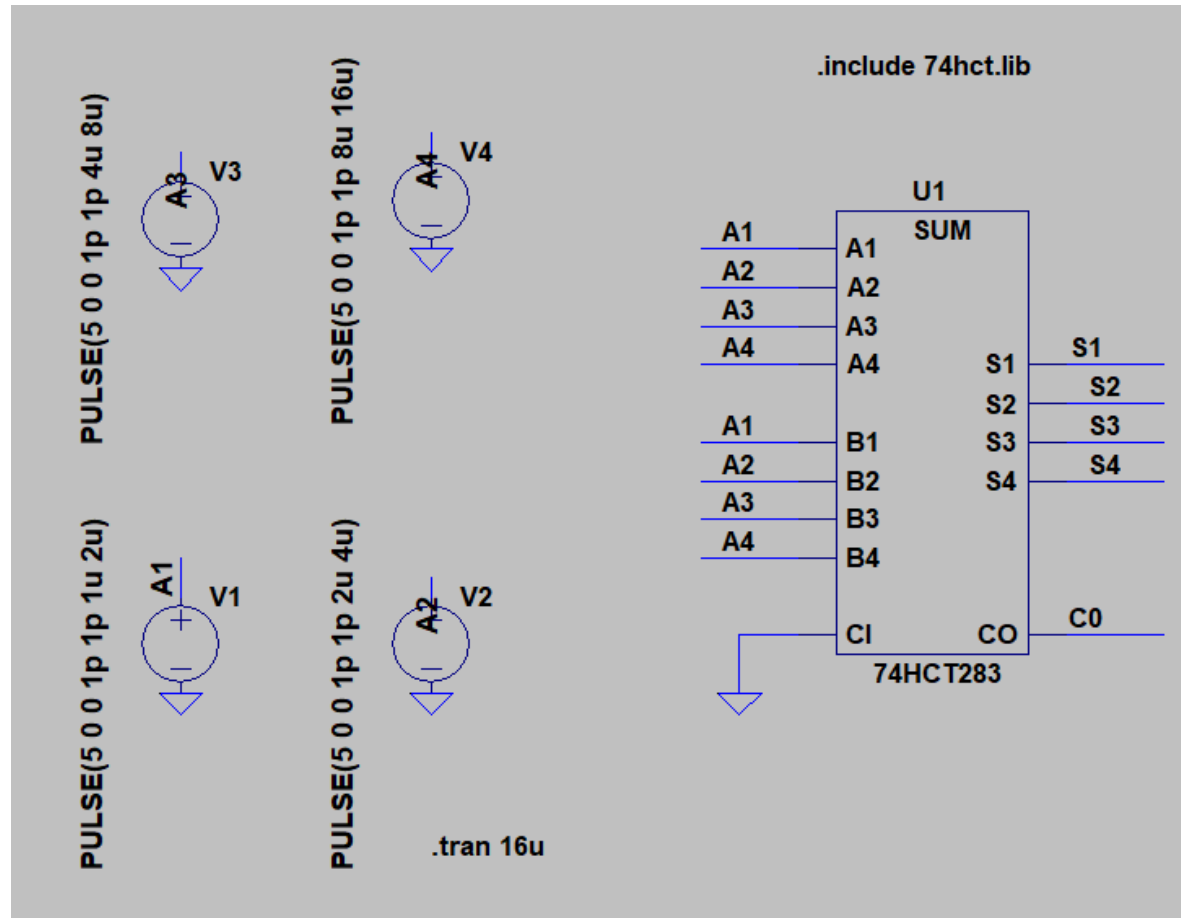 .include 74hct.lib
PULSE(5 0 0 1p 1p 4u 8u)
A3
V3
PULSE(5 0 0 1p 1p 8u 16u)
A4
V4
PULSE(5 0 0 1p 1p 1u 2u)
A1
V1
PULSE(5 0 0 1p 1p 2u 4u)
A2
V2
.tran 16u
U1
SUM
A1 A1
A2 A2
A3 A3
A4 A4
S1 S1
S2 S2
A1 B1
S3 S3
A2 B2
S4 S4
A3 B3
A4 B4
CI
CO C0
74HCT283